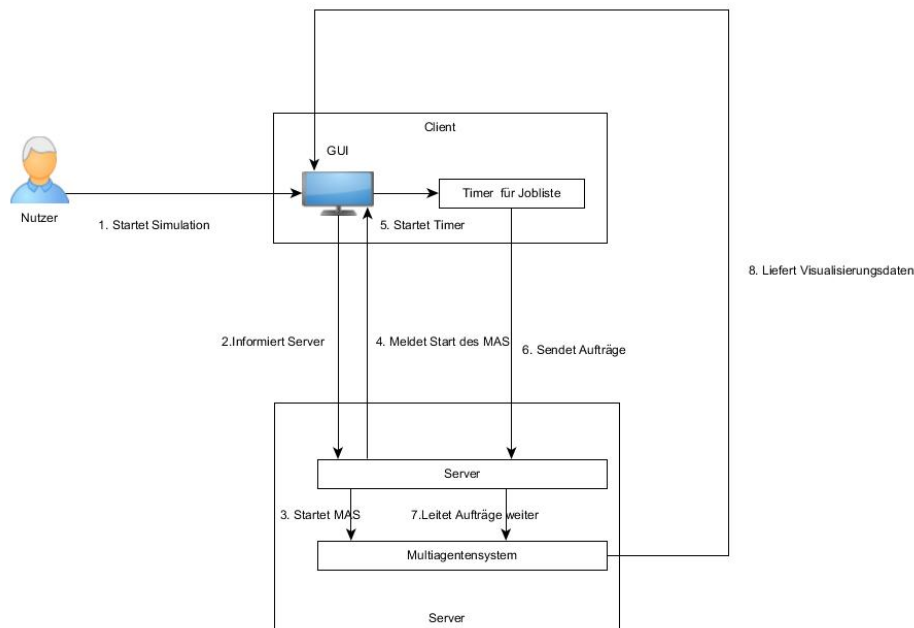 Client
GUI
Timer für Jobliste
Nutzer
1. Startet Simulation
5. Startet Timer
8. Liefert Visualisierungsdaten
2.Informiert Server
4. Meldet Start des MAS
6. Sendet Aufträge
Server
3. Startet MAS
7.Leitet Aufträge weiter
Multiagentensystem
Server